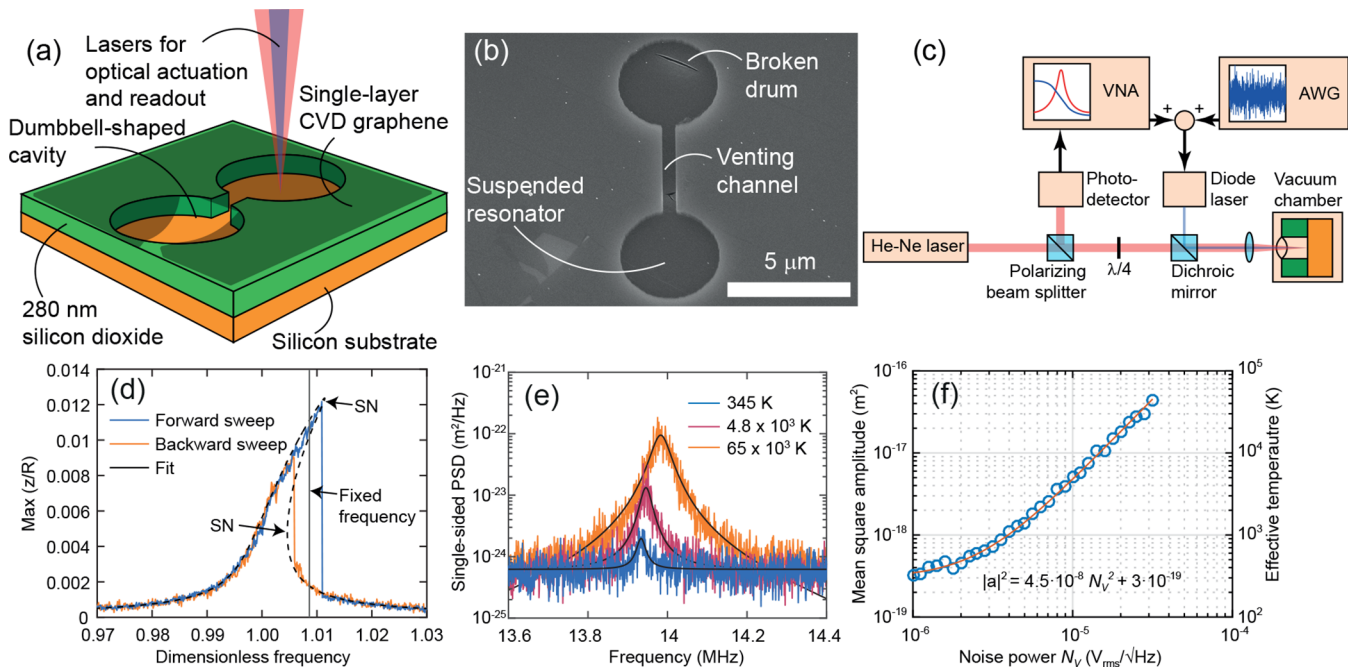 (a)
Lasers for
optical actuation
and readout
Single-layer
CVD graphene
Dumbbell-shaped
cavity
280 nm
silicon dioxide
Silicon substrate
(b)
Broken
drum
Venting
channel
Suspended
resonator
5 μm
(c)
VNA
AWG
+
+
Photo-
detector
Diode
laser
Vacuum
chamber
He-Ne laser
Polarizing
beam splitter
λ/4
Dichroic
mirror
(d)
Max (z/R)
0.014
0.012
0.01
0.008
0.006
0.004
0.002
0
Forward sweep
Backward sweep
Fit
SN
Fixed
frequency
SN
0.97
0.98
0.99
1.00
1.01
1.02
1.03
Dimensionless frequency
(e)
Single-sided PSD (m²/Hz)
10⁻²¹
10⁻²²
10⁻²³
10⁻²⁴
10⁻²⁵
345 K
4.8 x 10³ K
65 x 10³ K
13.6
13.8
14
14.2
14.4
Frequency (MHz)
(f)
Mean square amplitude (m²)
10⁻¹⁶
10⁻¹⁷
10⁻¹⁸
10⁻¹⁹
|a|² = 4.5·10⁻⁸ Nᵥ² + 3·10⁻¹⁹
10⁵
10⁴
10³
10²
Effective temperautre (K)
10⁻⁶
10⁻⁵
10⁻⁴
Noise power Nᵥ (Vrms/√Hz)